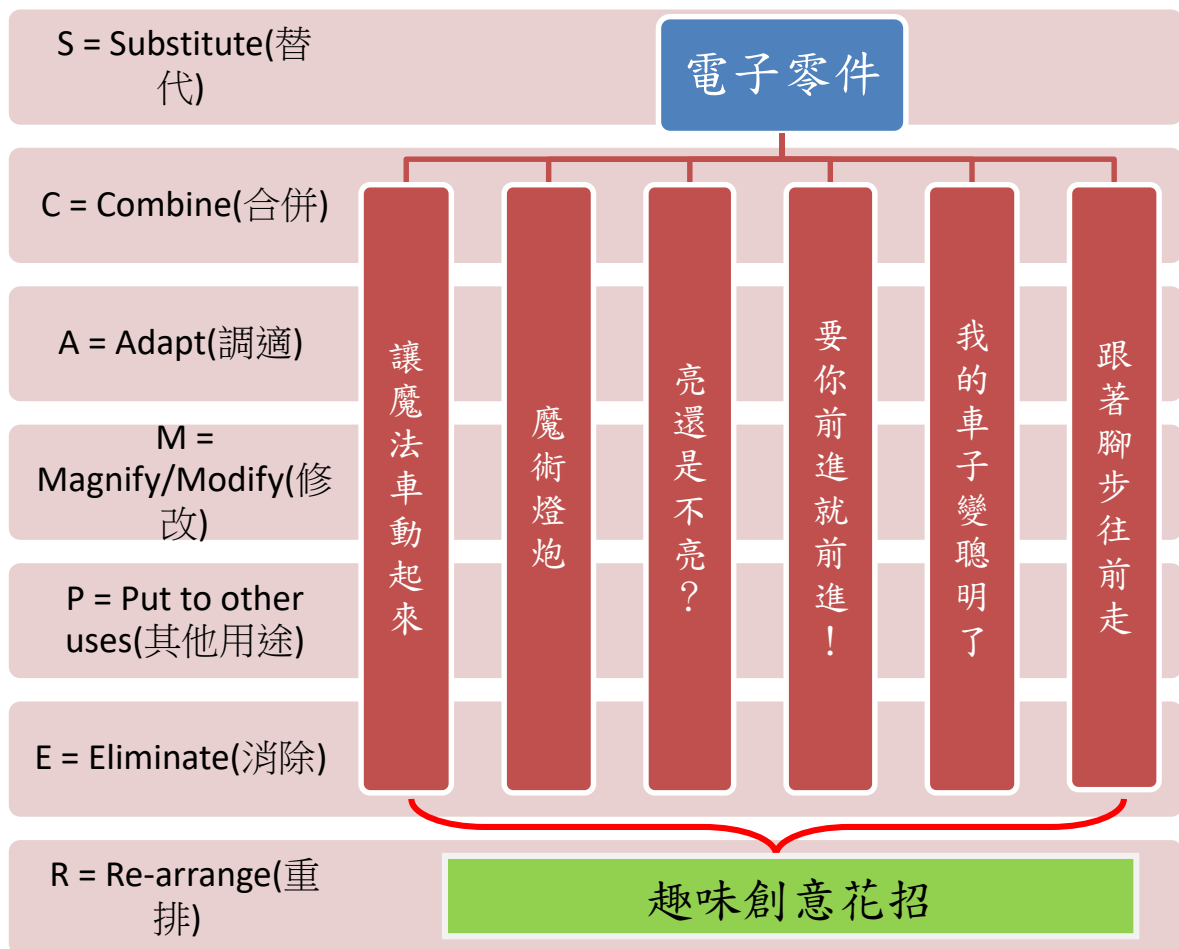 S = Substitute(替
代)
電子零件
C = Combine(合併)
A = Adapt(調適)
M =
Magnify/Modify(修
改)
P = Put to other
uses(其他用途)
E = Eliminate(消除)
R = Re-arrange(重
排)
讓魔法車動起來
魔術燈炮
亮還是不亮？
要你前進就前進！
我的車子變聰明了
跟著腳步往前走
趣味創意花招